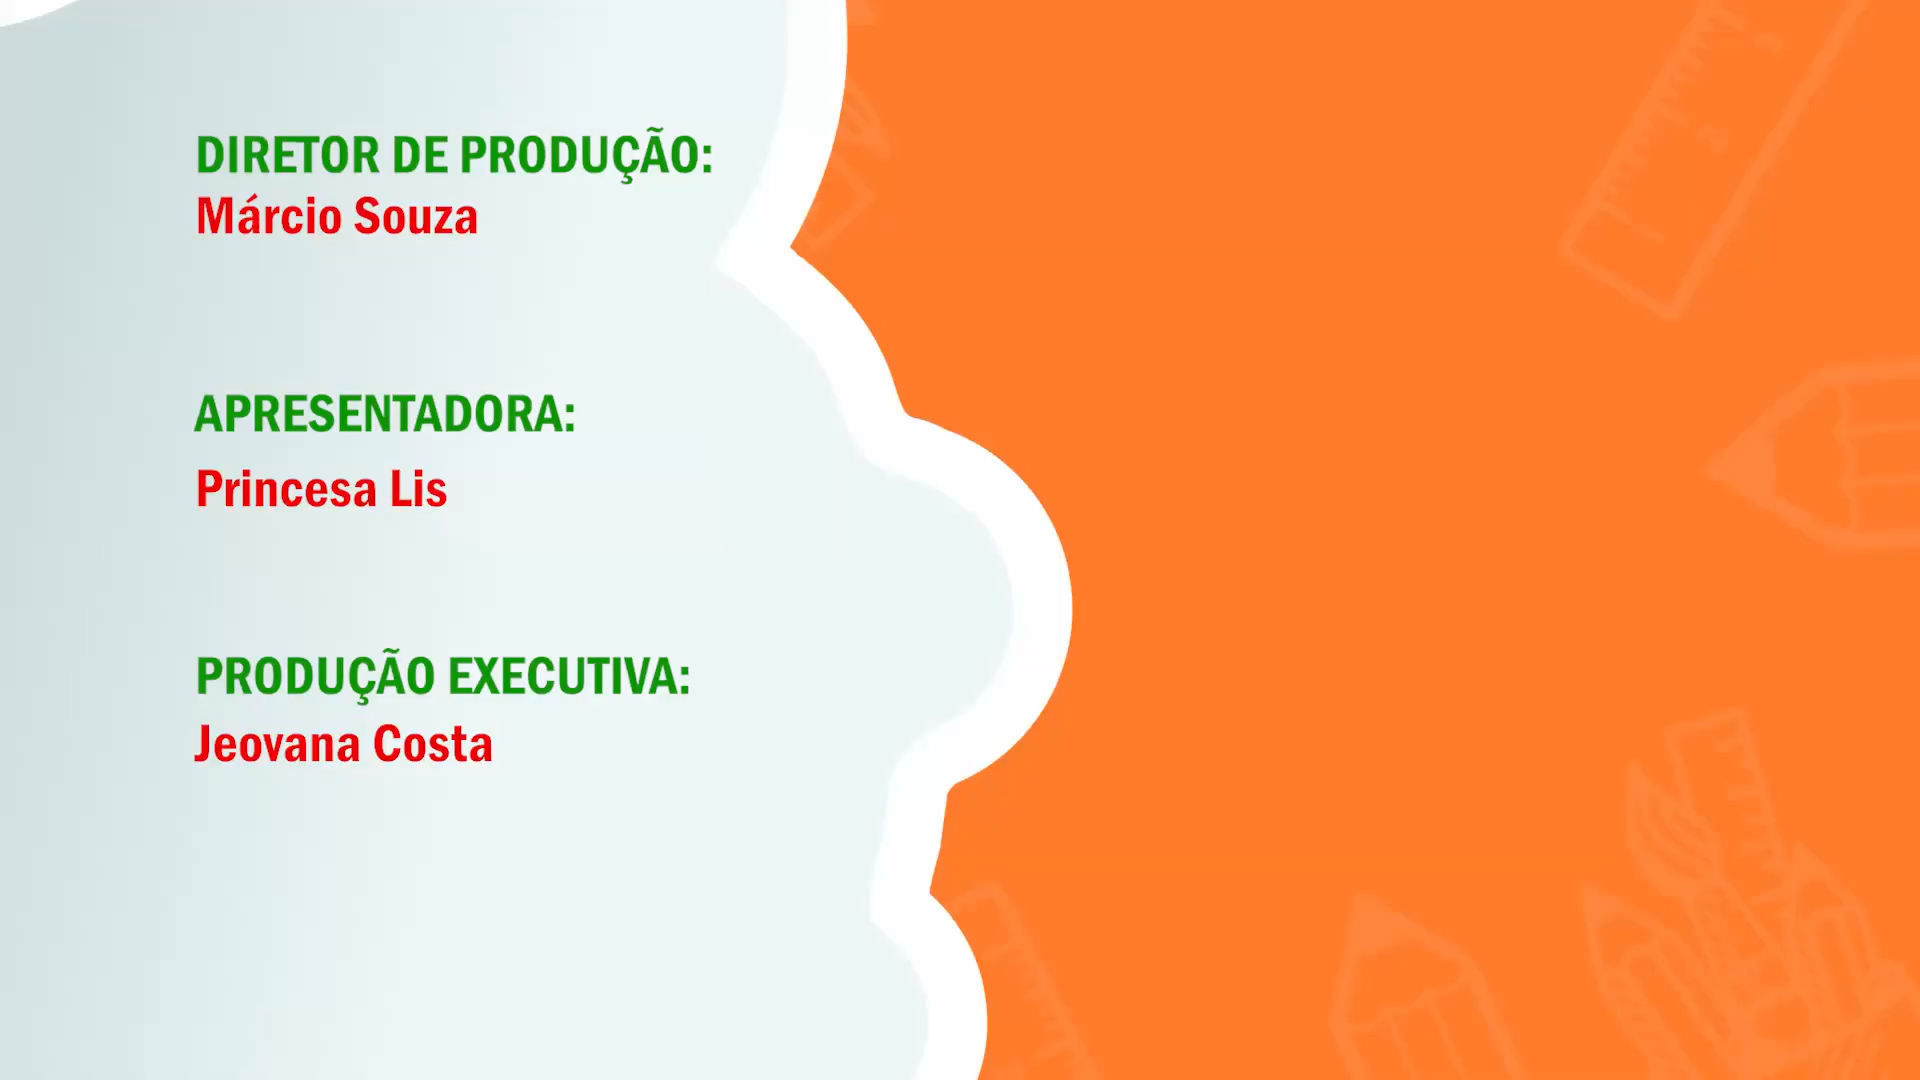 DIRETOR DE PRODUÇÃO:
Márcio Souza
APRESENTADORA:
Princesa Lis
PRODUÇÃO EXECUTIVA:
Jeovana Costa